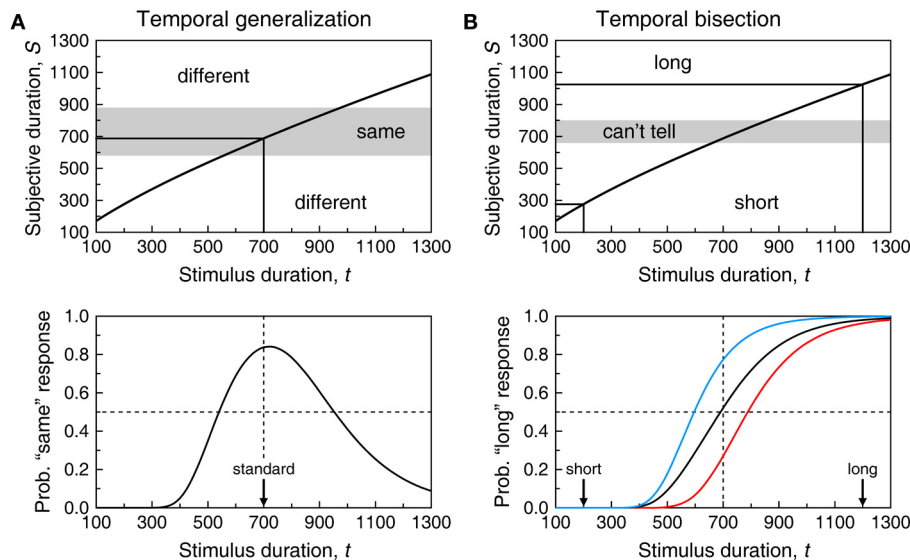 A Temporal generalization
Subjective duration, S
1300
1100
900
700
500
300
100
different
same
different
100 300 500 700 900 1100 1300
Stimulus duration, t
Prob. “same” response
1.0
0.8
0.6
0.4
0.2
0.0
standard
100 300 500 700 900 1100 1300
Stimulus duration, t
B Temporal bisection
Subjective duration, S
1300
1100
900
700
500
300
100
long
can’t tell
short
100 300 500 700 900 1100 1300
Stimulus duration, t
Prob. “long” response
1.0
0.8
0.6
0.4
0.2
0.0
short
long
100 300 500 700 900 1100 1300
Stimulus duration, t